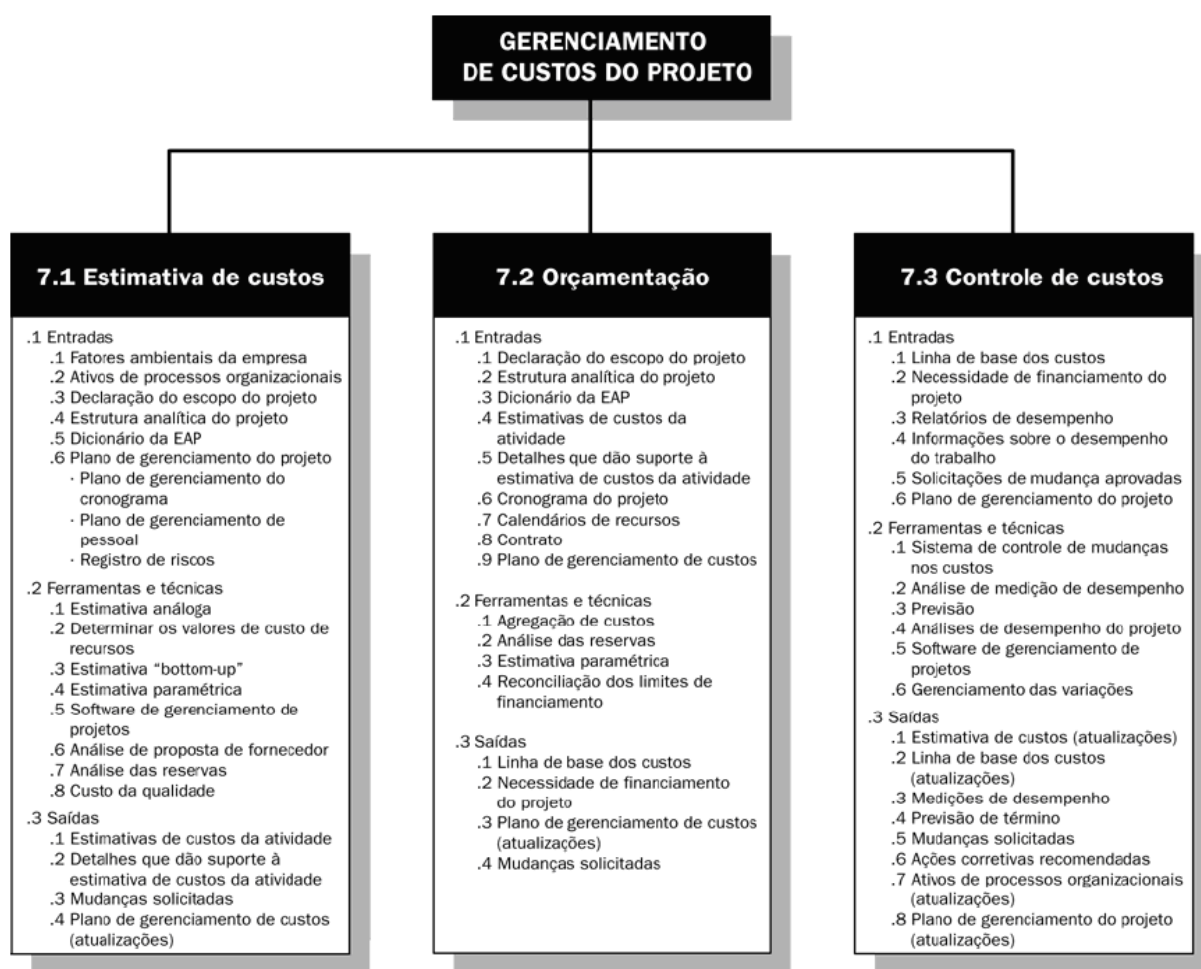 GERENCIAMENTO
DE CUSTOS DO PROJETO
7.1 Estimativa de custos
.1 Entradas
.1 Fatores ambientais da empresa
.2 Ativos de processos organizacionais
.3 Declaração do escopo do projeto
.4 Estrutura analítica do projeto
.5 Dicionário da EAP
.6 Plano de gerenciamento do projeto
· Plano de gerenciamento do
cronograma
· Plano de gerenciamento de
pessoal
· Registro de riscos
.2 Ferramentas e técnicas
.1 Estimativa análoga
.2 Determinar os valores de custo de
recursos
.3 Estimativa “bottom-up”
.4 Estimativa paramétrica
.5 Software de gerenciamento de
projetos
.6 Análise de proposta de fornecedor
.7 Análise das reservas
.8 Custo da qualidade
.3 Saídas
.1 Estimativas de custos da atividade
.2 Detalhes que dão suporte à
estimativa de custos da atividade
.3 Mudanças solicitadas
.4 Plano de gerenciamento de custos
(atualizações)
7.2 Orçamentação
.1 Entradas
.1 Declaração do escopo do projeto
.2 Estrutura analítica do projeto
.3 Dicionário da EAP
.4 Estimativas de custos da
atividade
.5 Detalhes que dão suporte à
estimativa de custos da atividade
.6 Cronograma do projeto
.7 Calendários de recursos
.8 Contrato
.9 Plano de gerenciamento de custos
.2 Ferramentas e técnicas
.1 Agregação de custos
.2 Análise das reservas
.3 Estimativa paramétrica
.4 Reconciliação dos limites de
financiamento
.3 Saídas
.1 Linha de base dos custos
.2 Necessidade de financiamento
do projeto
.3 Plano de gerenciamento de custos
(atualizações)
.4 Mudanças solicitadas
7.3 Controle de custos
.1 Entradas
.1 Linha de base dos custos
.2 Necessidade de financiamento do
projeto
.3 Relatórios de desempenho
.4 Informações sobre o desempenho
do trabalho
.5 Solicitações de mudança aprovadas
.6 Plano de gerenciamento do projeto
.2 Ferramentas e técnicas
.1 Sistema de controle de mudanças
nos custos
.2 Análise de medição de desempenho
.3 Previsão
.4 Análises de desempenho do projeto
.5 Software de gerenciamento de
projetos
.6 Gerenciamento das variações
.3 Saídas
.1 Estimativa de custos (atualizações)
.2 Linha de base dos custos
(atualizações)
.3 Medições de desempenho
.4 Previsão de término
.5 Mudanças solicitadas
.6 Ações corretivas recomendadas
.7 Ativos de processos organizacionais
(atualizações)
.8 Plano de gerenciamento do projeto
(atualizações)